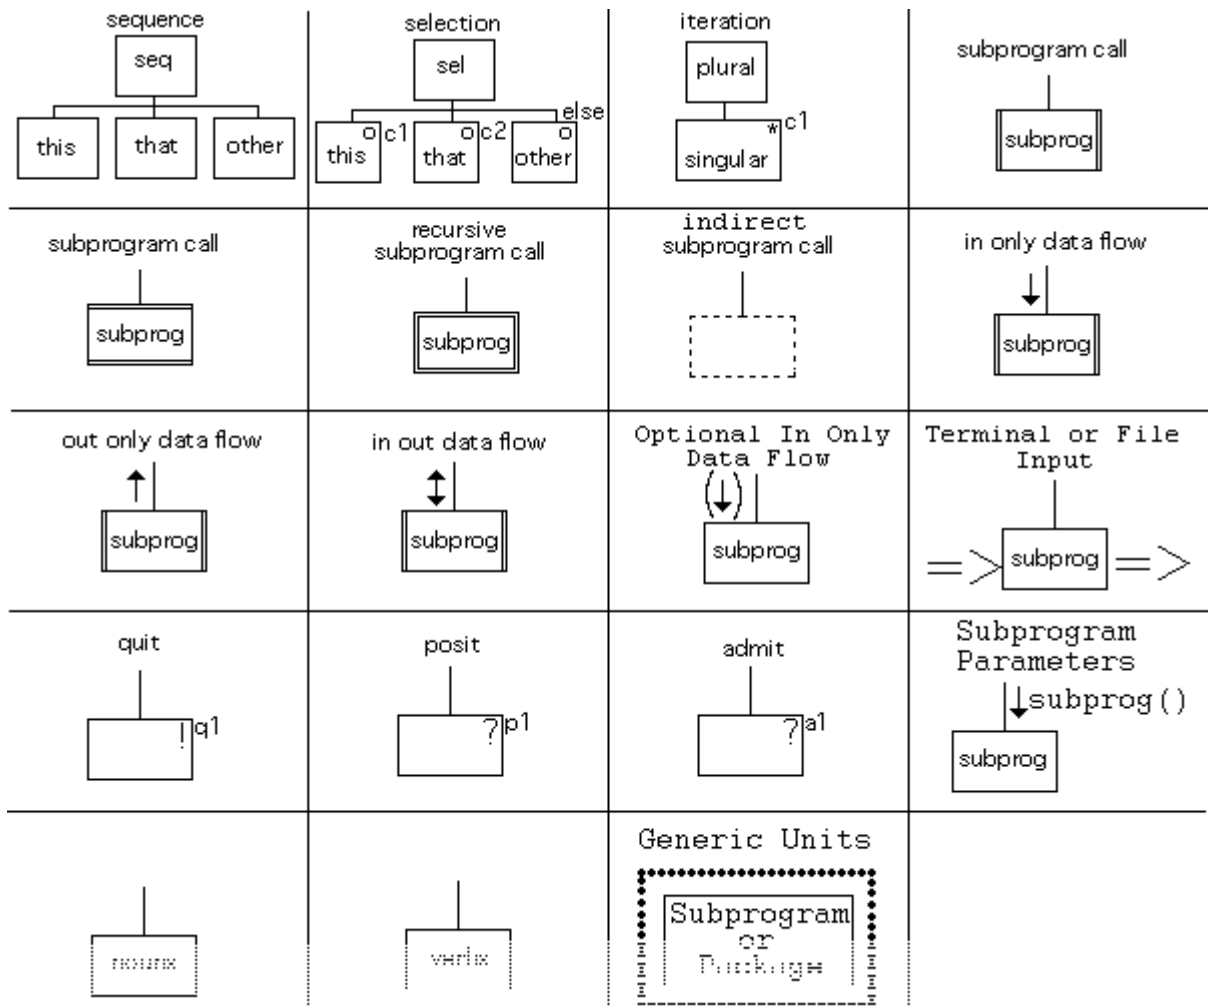 sequence
seq
this that other
selection
sel
else
o c1 o c2 o
this that other
iteration
plural
* c1
singular
subprogram call
subprog
subprogram call
subprog
recursive
subprogram call
subprog
indirect
subprogram call
in only data flow
subprog
out only data flow
subprog
in out data flow
subprog
Optional In Only
Data Flow
( )
subprog
Terminal or File
Input
=> subprog =>
quit
! q1
posit
? p1
admit
? a1
Subprogram
Parameters
subprog()
subprog
Generic Units
Subprogram
or
Package